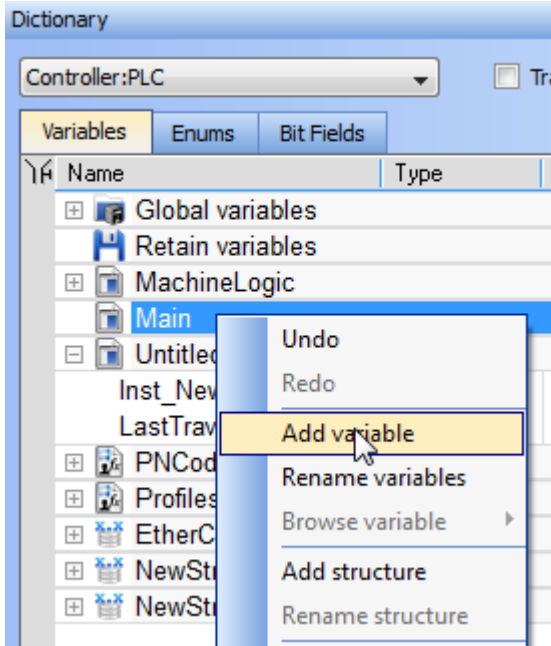 Dictionary
Controller:PLC
Variables Enums Bit Fields
Name Type
Global variables
Retain variables
MachineLogic
Main
Undo
Redo
Add variable
Rename variables
Browse variable
Add structure
Rename structure
Inst_New
LastTrav
PNCod
Profiles
EtherC
NewStr
NewStr